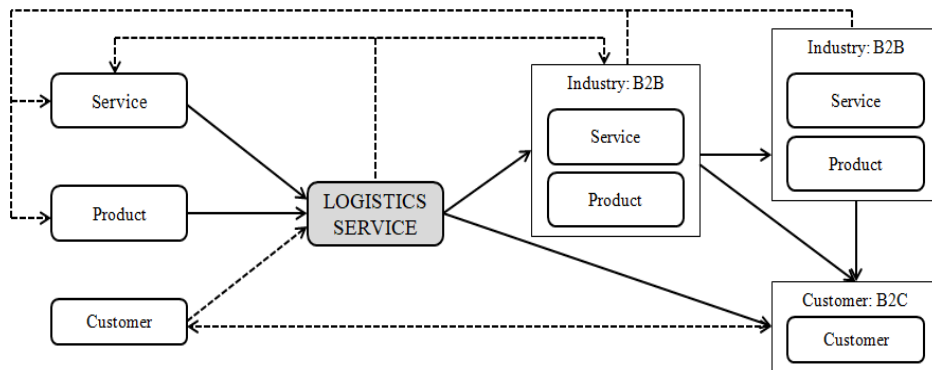 Industry: B2B
Service
Product
Industry: B2B
Service
Product
Service
Product
LOGISTICS
SERVICE
Customer
Customer: B2C
Customer